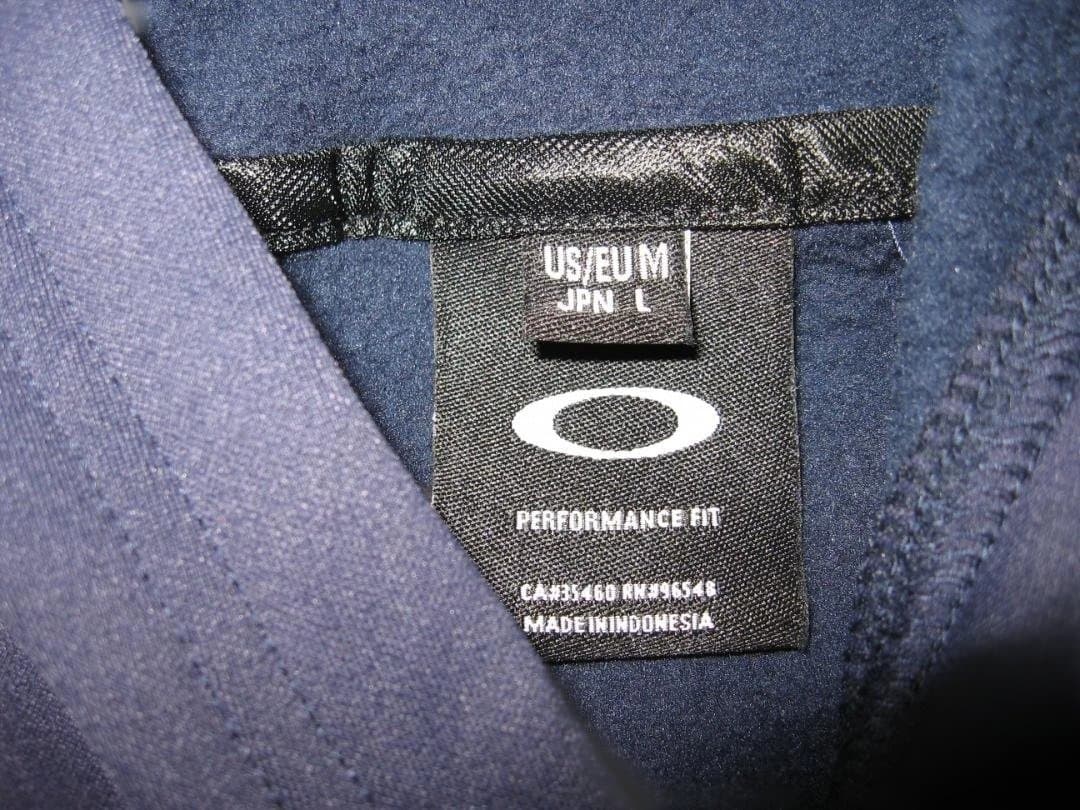 US/EU M
JPN L
PERFORMANCE FIT
CA#35460 RN#96548
MADE IN INDONESIA